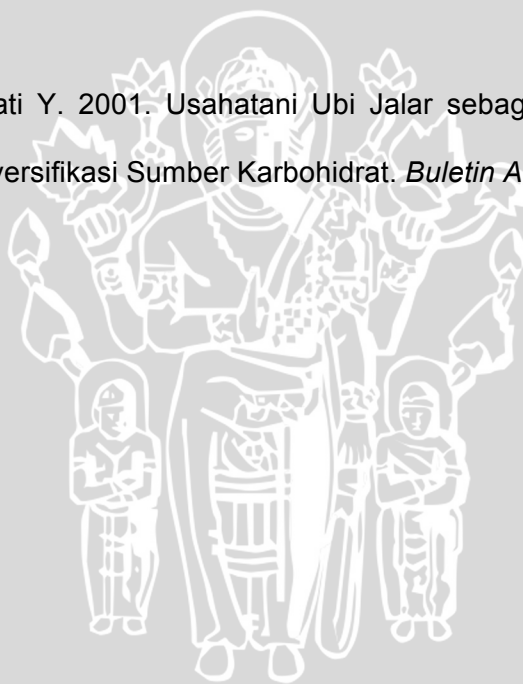 ati Y. 2001. Usahatani Ubi Jalar sebag
versifikasi Sumber Karbohidrat. Buletin A